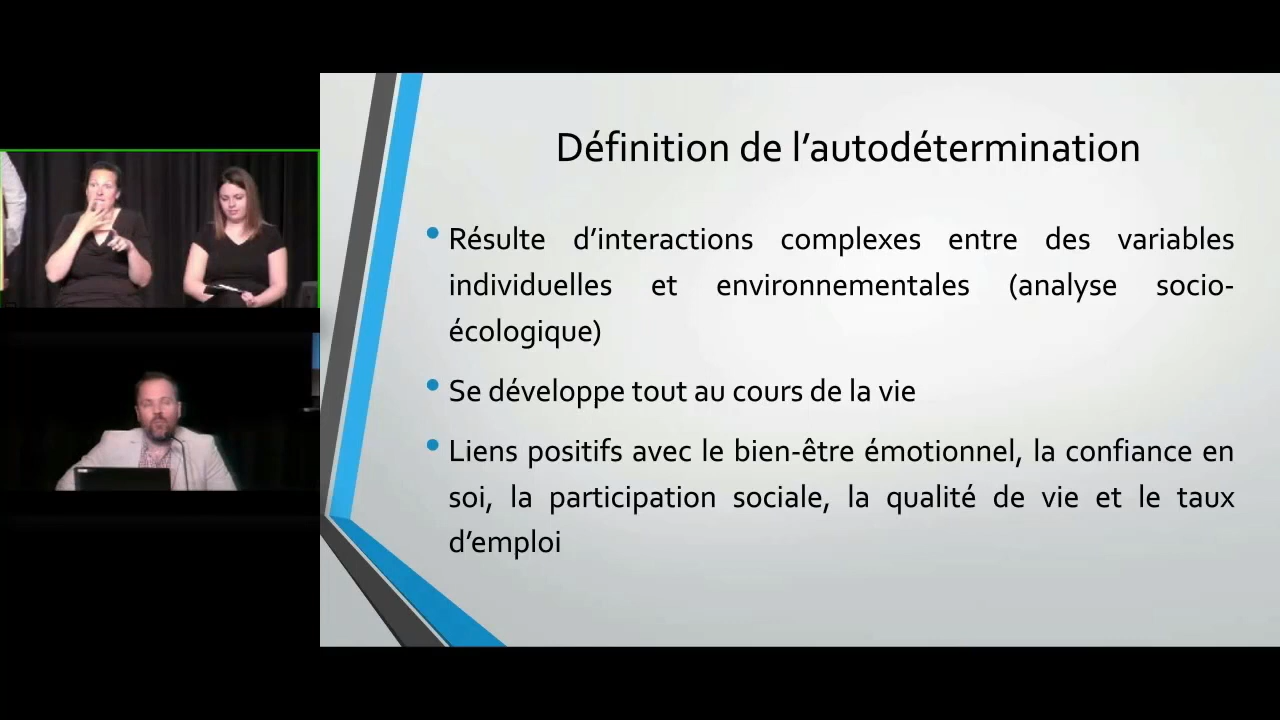 Définition de l’autodétermination
Résulte d’interactions complexes entre des variables
individuelles et environnementales (analyse socio-
écologique)
Se développe tout au cours de la vie
Liens positifs avec le bien-être émotionnel, la confiance en
soi, la participation sociale, la qualité de vie et le taux
d’emploi